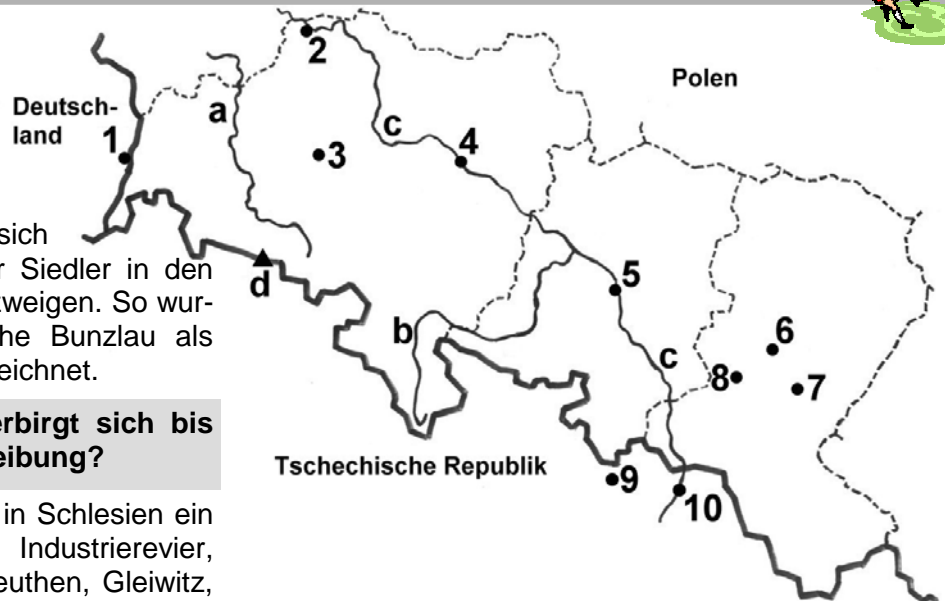 Polen
Deutsch-
land
1
2
a
c
3
4
sich
r Siedler in den
zweigen. So wur-
he Bunzlau als
eichnet.
d
b
5
c
6
8
7
erbirgt sich bis
eibung?
Tschechische Republik
9
10
in Schlesien ein
Industrierevier,
euthen, Gleiwitz,